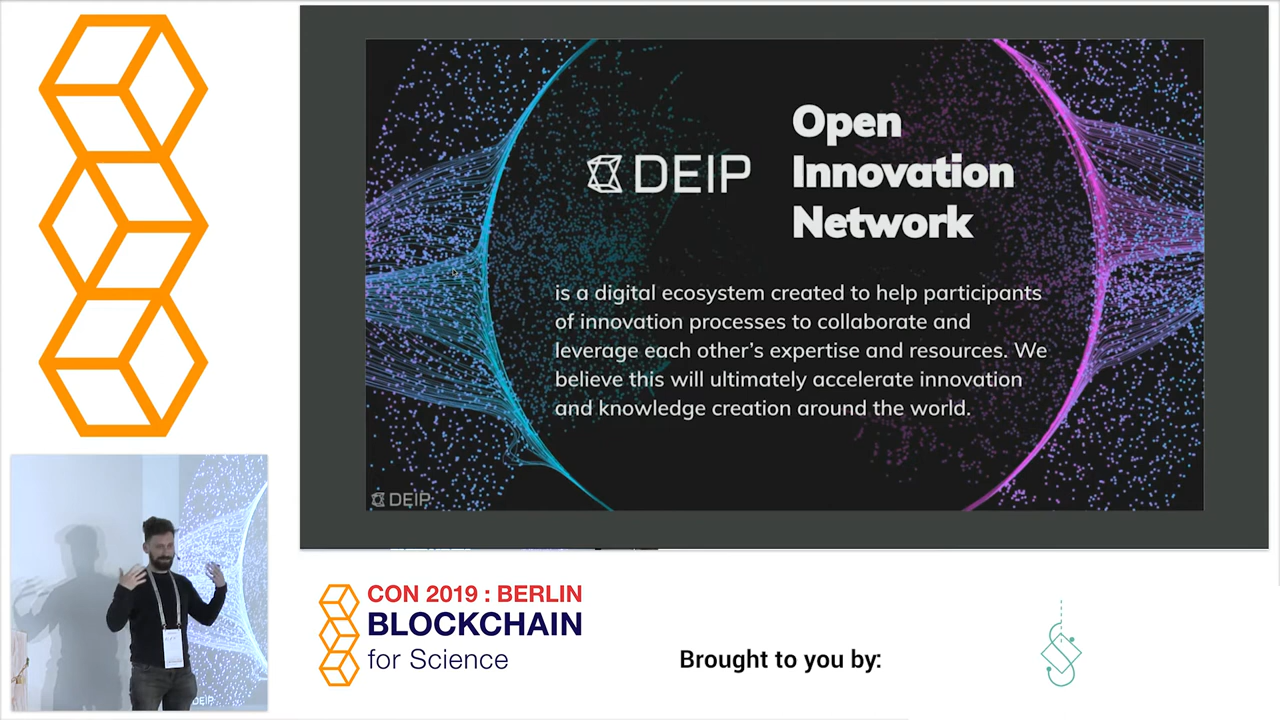 DEIP
Open
Innovation
Network
is a digital ecosystem created to help participants
of innovation processes to collaborate and
leverage each other's expertise and resources. We
believe this will ultimately accelerate innovation
and knowledge creation around the world.
DEIP
DEIP
CON 2019 : BERLIN
BLOCKCHAIN
for Science
Brought to you by: